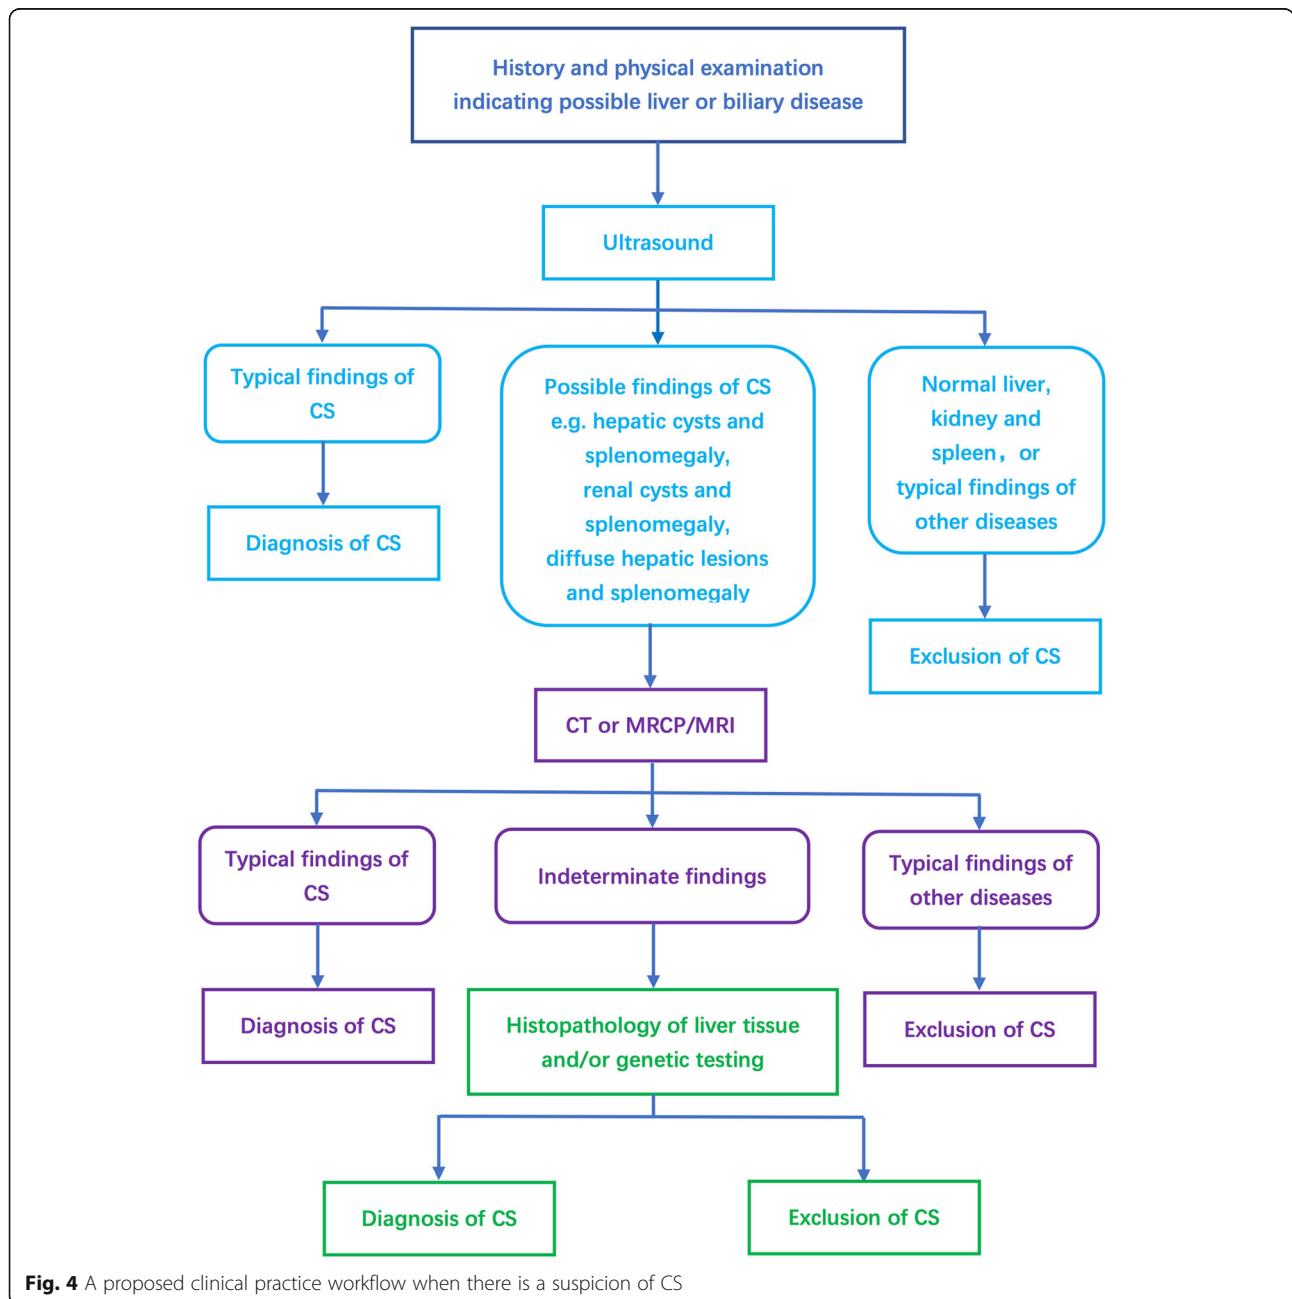 History and physical examination
indicating possible liver or biliary disease
Ultrasound
Typical findings of
CS
Possible findings of CS
e.g. hepatic cysts and
splenomegaly,
renal cysts and
splenomegaly,
diffuse hepatic lesions
and splenomegaly
Normal liver,
kidney and
spleen，or
typical findings of
other diseases
Diagnosis of CS
Exclusion of CS
CT or MRCP/MRI
Typical findings of
CS
Indeterminate findings
Typical findings of
other diseases
Diagnosis of CS
Histopathology of liver tissue
and/or genetic testing
Exclusion of CS
Diagnosis of CS
Exclusion of CS
Fig. 4 A proposed clinical practice workflow when there is a suspicion of CS